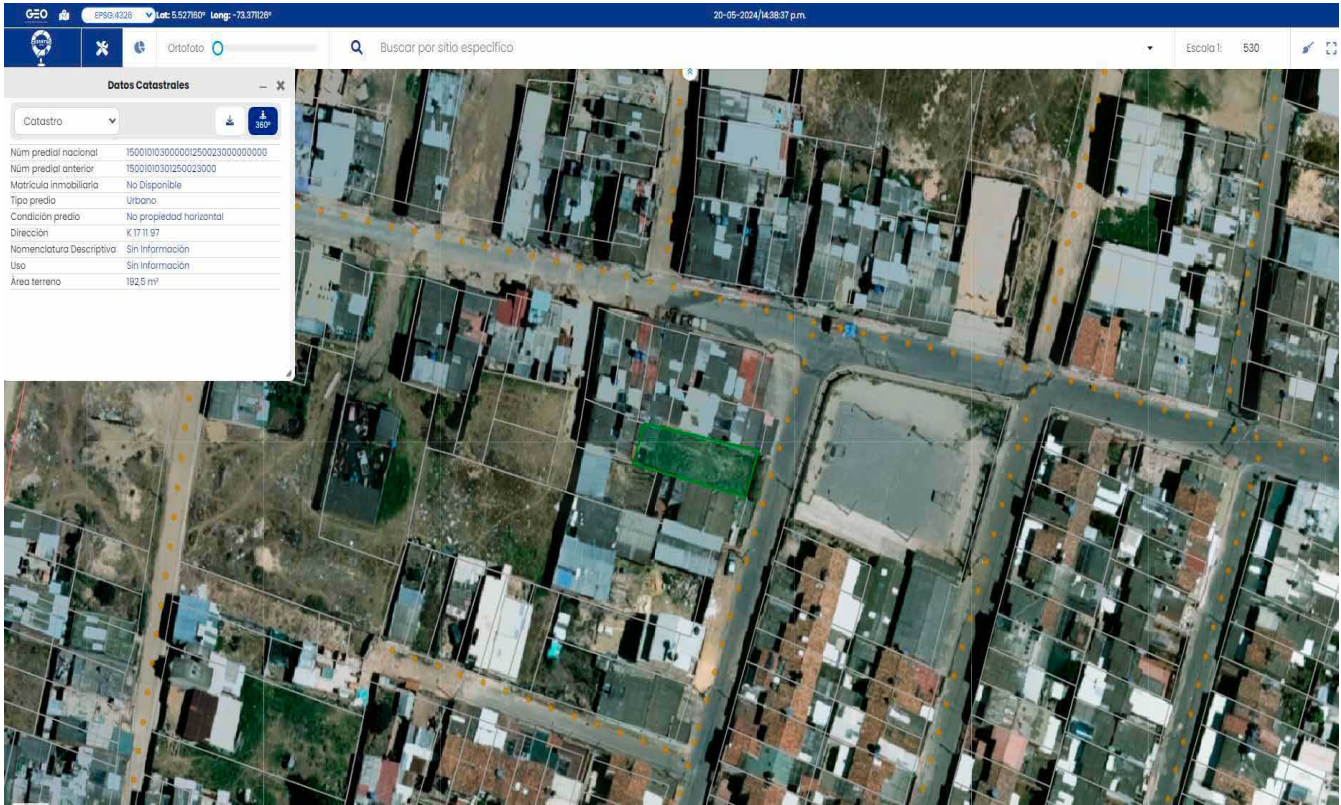 GEO EPSG:4326 Lat: 5.527160° Long: -73.371126° 20-05-2024/14:38:37 p.m.
Ortofoto Buscar por sitio específico Escala 1: 530
Datos Catastrales
Catastro 360°
Núm predial nacional 150010103000001250023000000000
Núm predial anterior 15001010301250023000
Matrícula inmobiliaria No Disponible
Tipo predio Urbano
Condición predio No propiedad horizontal
Dirección K 17 11 97
Nomenclatura Descriptiva Sin Información
Uso Sin Información
Área terreno 192,5 m²